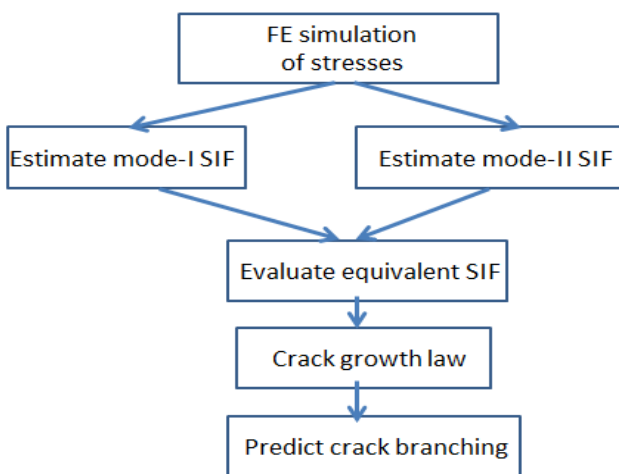 FE simulation
of stresses
Estimate mode-I SIF
Estimate mode-II SIF
Evaluate equivalent SIF
Crack growth law
Predict crack branching